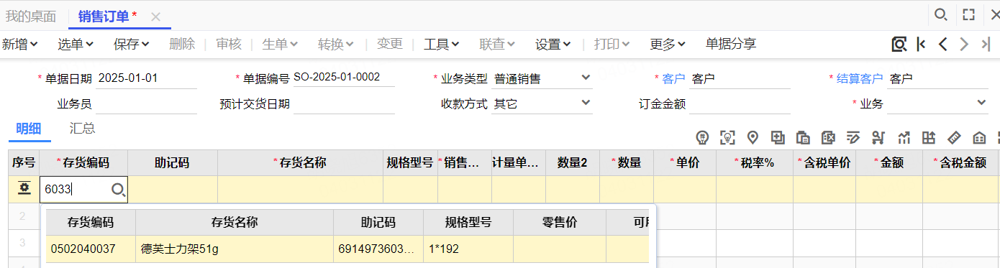 我的桌面 销售订单 *
新增 选单 保存 删除 审核 生单 转换 变更 工具 联查 设置 打印 更多 单据分享
* 单据日期 2025-01-01 * 单据编号 SO-2025-01-0002 * 业务类型 普通销售 * 客户 客户 * 结算客户 客户
业务员 预计交货日期 收款方式 其它 订金金额 * 业务
明细 汇总
序号 * 存货编码 助记码 * 存货名称 规格型号 * 销售... 计量单... 数量2 * 数量 * 单价 * 税率% * 含税单价 * 金额 * 含税金额
6033
2
存货编码 存货名称 助记码 规格型号 零售价
3
0502040037 德芙士力架51g 6914973603... 1*192